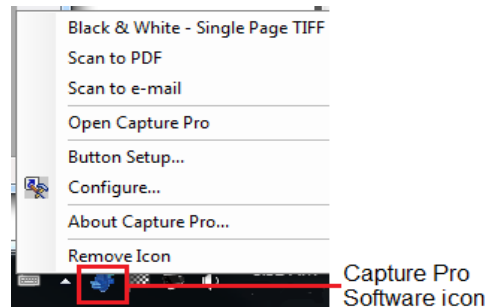 Black & White - Single Page TIFF
Scan to PDF
Scan to e-mail
Open Capture Pro
Button Setup...
Configure...
About Capture Pro...
Remove Icon
Capture Pro
Software icon